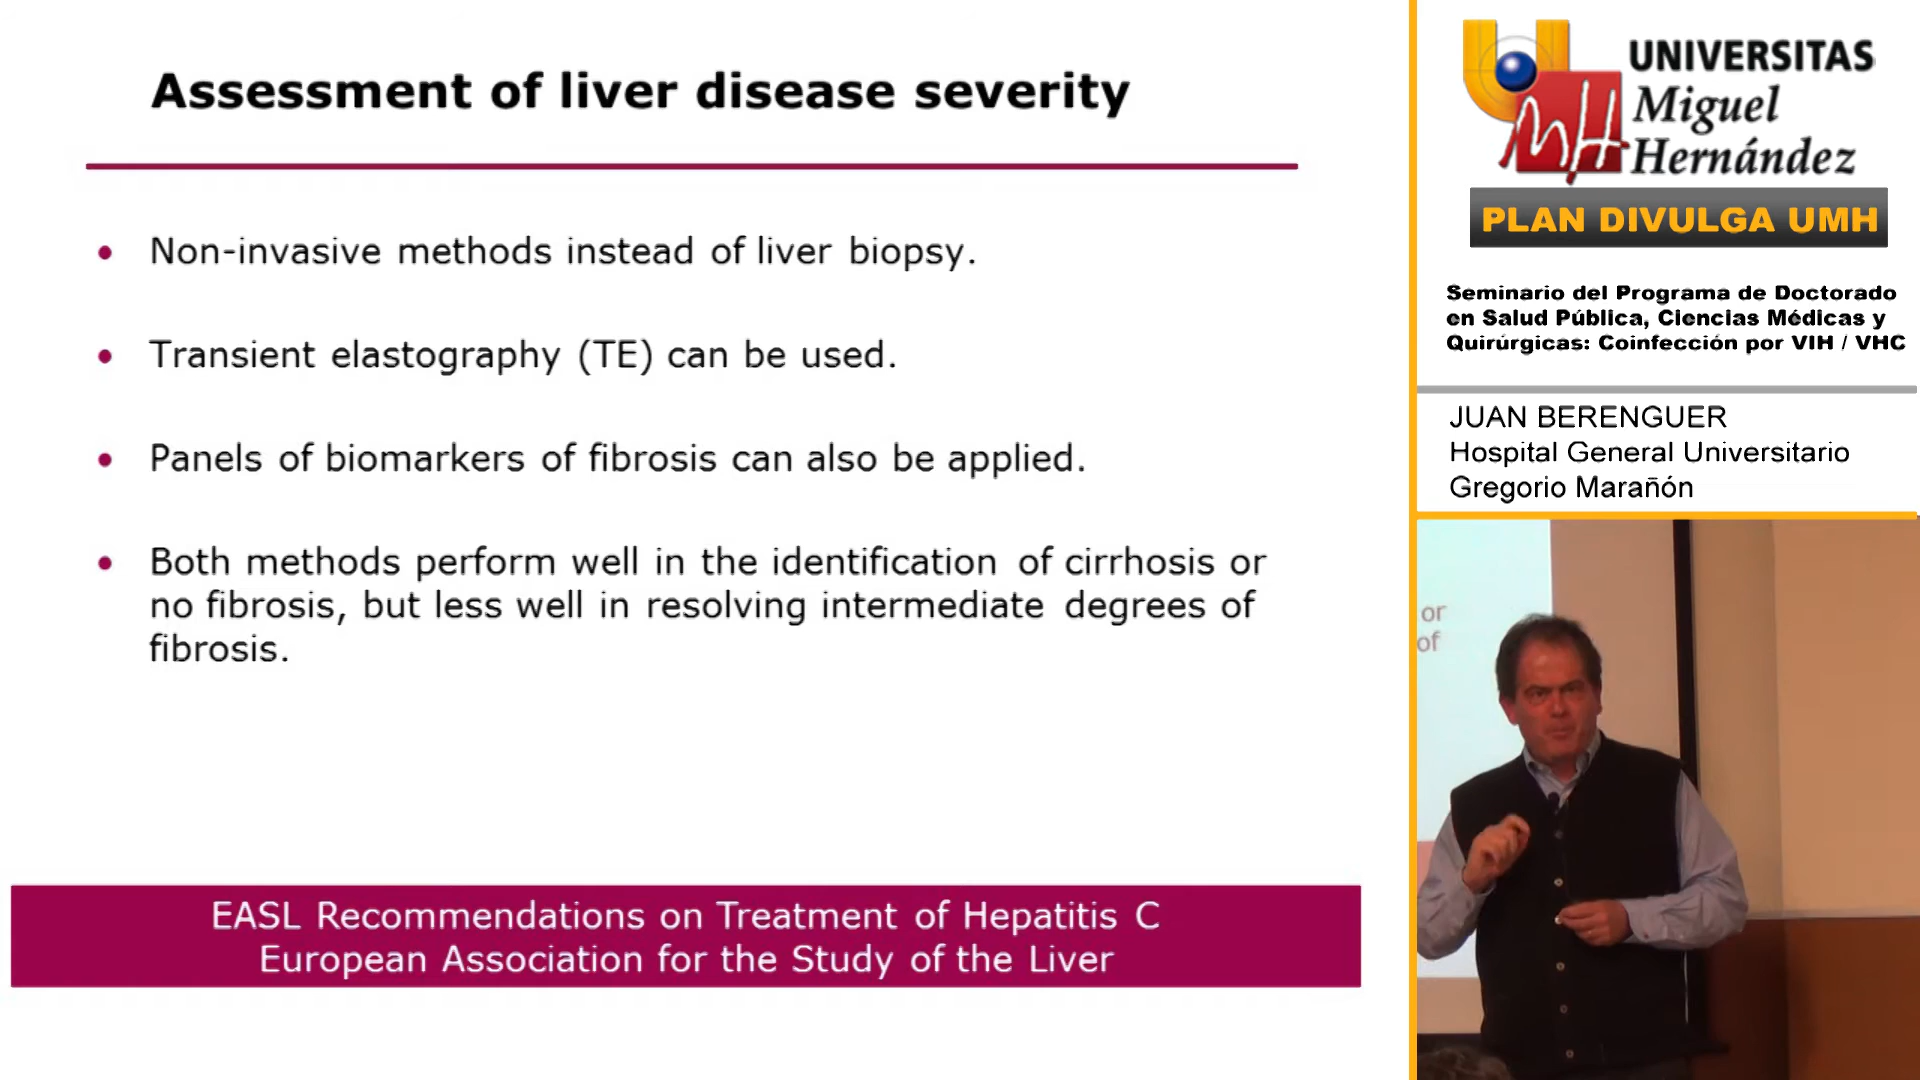 Assessment of liver disease severity
• Non-invasive methods instead of liver biopsy.
• Transient elastography (TE) can be used.
• Panels of biomarkers of fibrosis can also be applied.
• Both methods perform well in the identification of cirrhosis or
no fibrosis, but less well in resolving intermediate degrees of
fibrosis.
EASL Recommendations on Treatment of Hepatitis C
European Association for the Study of the Liver
UNIVERSITAS
Miguel
Hernández
PLAN DIVULGA UMH
Seminario del Programa de Doctorado
en Salud Pública, Ciencias Médicas y
Quirúrgicas: Coinfección por VIH / VHC
JUAN BERENGUER
Hospital General Universitario
Gregorio Marañón
or
of